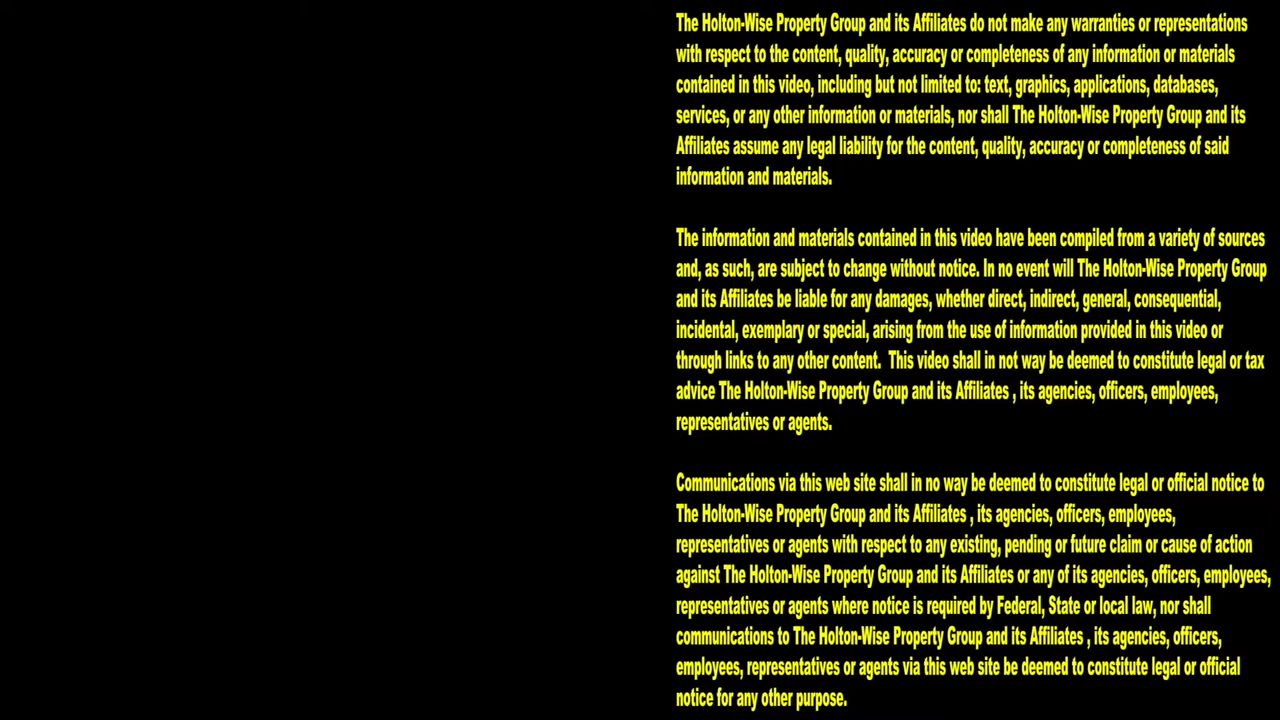 The Holton-Wise Property Group and its Affiliates do not make any warranties or representations
with respect to the content, quality, accuracy or completeness of any information or materials
contained in this video, including but not limited to: text, graphics, applications, databases,
services, or any other information or materials, nor shall The Holton-Wise Property Group and its
Affiliates assume any legal liability for the content, quality, accuracy or completeness of said
information and materials.
The information and materials contained in this video have been compiled from a variety of sources
and, as such, are subject to change without notice. In no event will The Holton-Wise Property Group
and its Affiliates be liable for any damages, whether direct, indirect, general, consequential,
incidental, exemplary or special, arising from the use of information provided in this video or
through links to any other content.  This video shall in not way be deemed to constitute legal or tax
advice The Holton-Wise Property Group and its Affiliates , its agencies, officers, employees,
representatives or agents.
Communications via this web site shall in no way be deemed to constitute legal or official notice to
The Holton-Wise Property Group and its Affiliates , its agencies, officers, employees,
representatives or agents with respect to any existing, pending or future claim or cause of action
against The Holton-Wise Property Group and its Affiliates or any of its agencies, officers, employees,
representatives or agents where notice is required by Federal, State or local law, nor shall
communications to The Holton-Wise Property Group and its Affiliates , its agencies, officers,
employees, representatives or agents via this web site be deemed to constitute legal or official
notice for any other purpose.